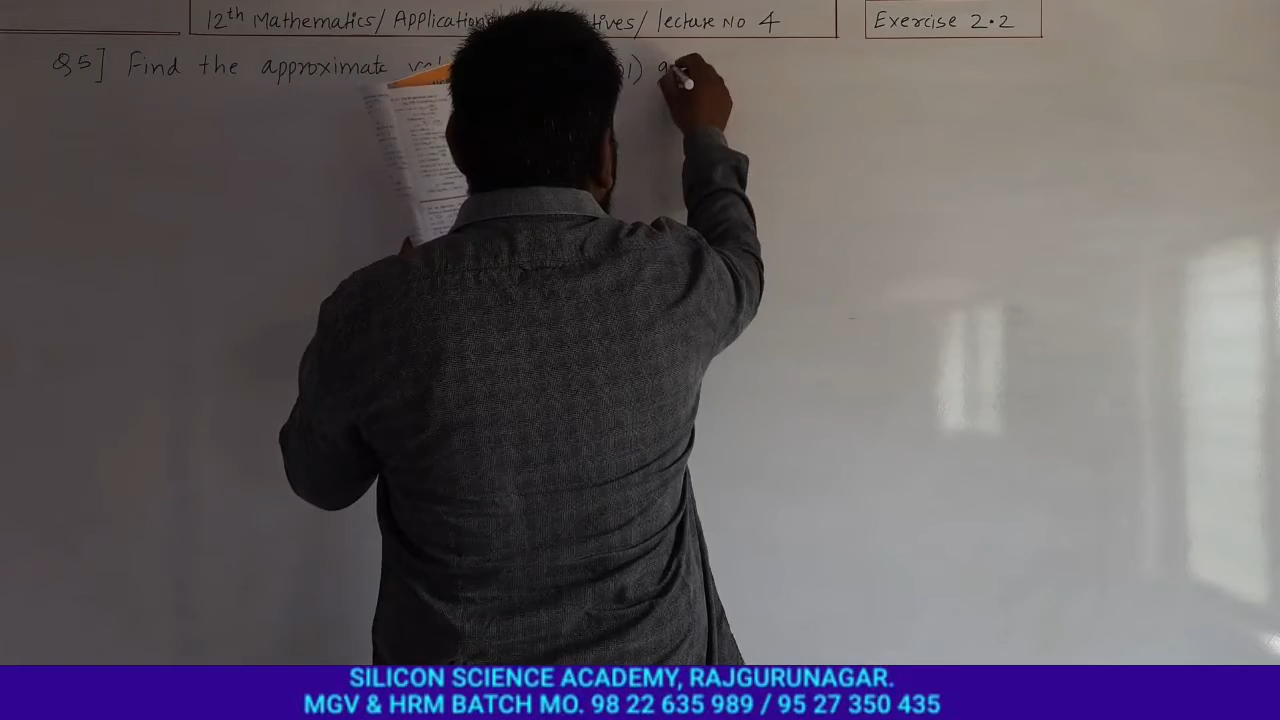 12th Mathematics/ Application tives/ lecture No 4
Exercise 2.2
Q5] Find the approximate
SILICON SCIENCE ACADEMY, RAJGURUNAGAR.
MGV & HRM BATCH MO. 98 22 635 989 / 95 27 350 435